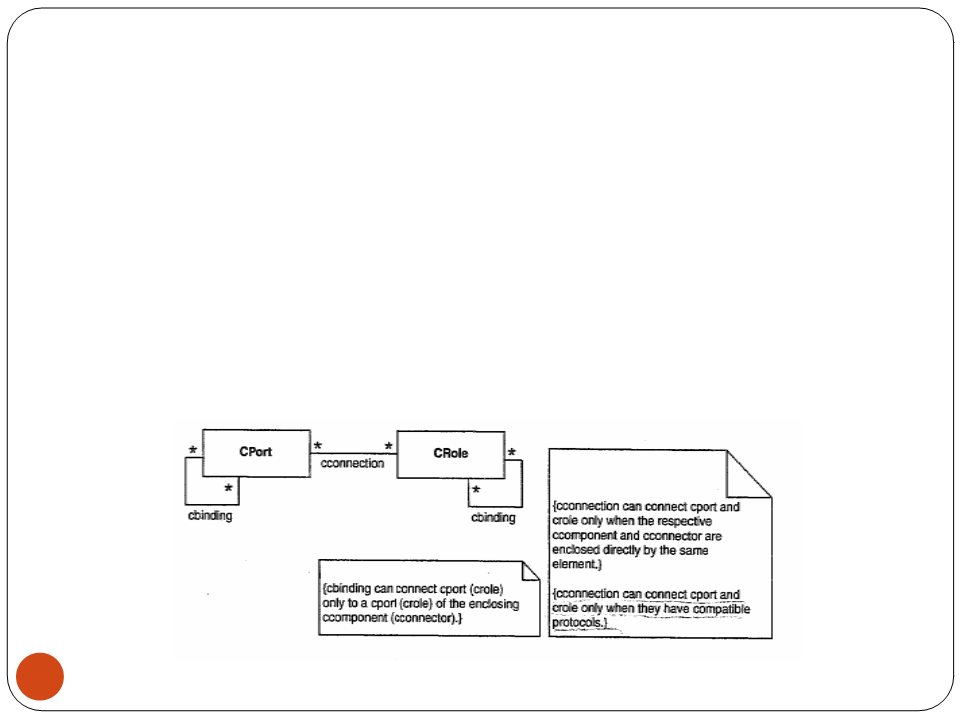 * CPort * * CRole *
cconnection
* *
cbinding cbinding
{cconnection can connect cport and
crole only when the respective
ccomponent and cconnector are
enclosed directly by the same
element.}
{cconnection can connect cport and
crole only when they have compatible
protocols.}
{cbinding can connect cport (crole)
only to a cport (crole) of the enclosing
ccomponent (cconnector).}